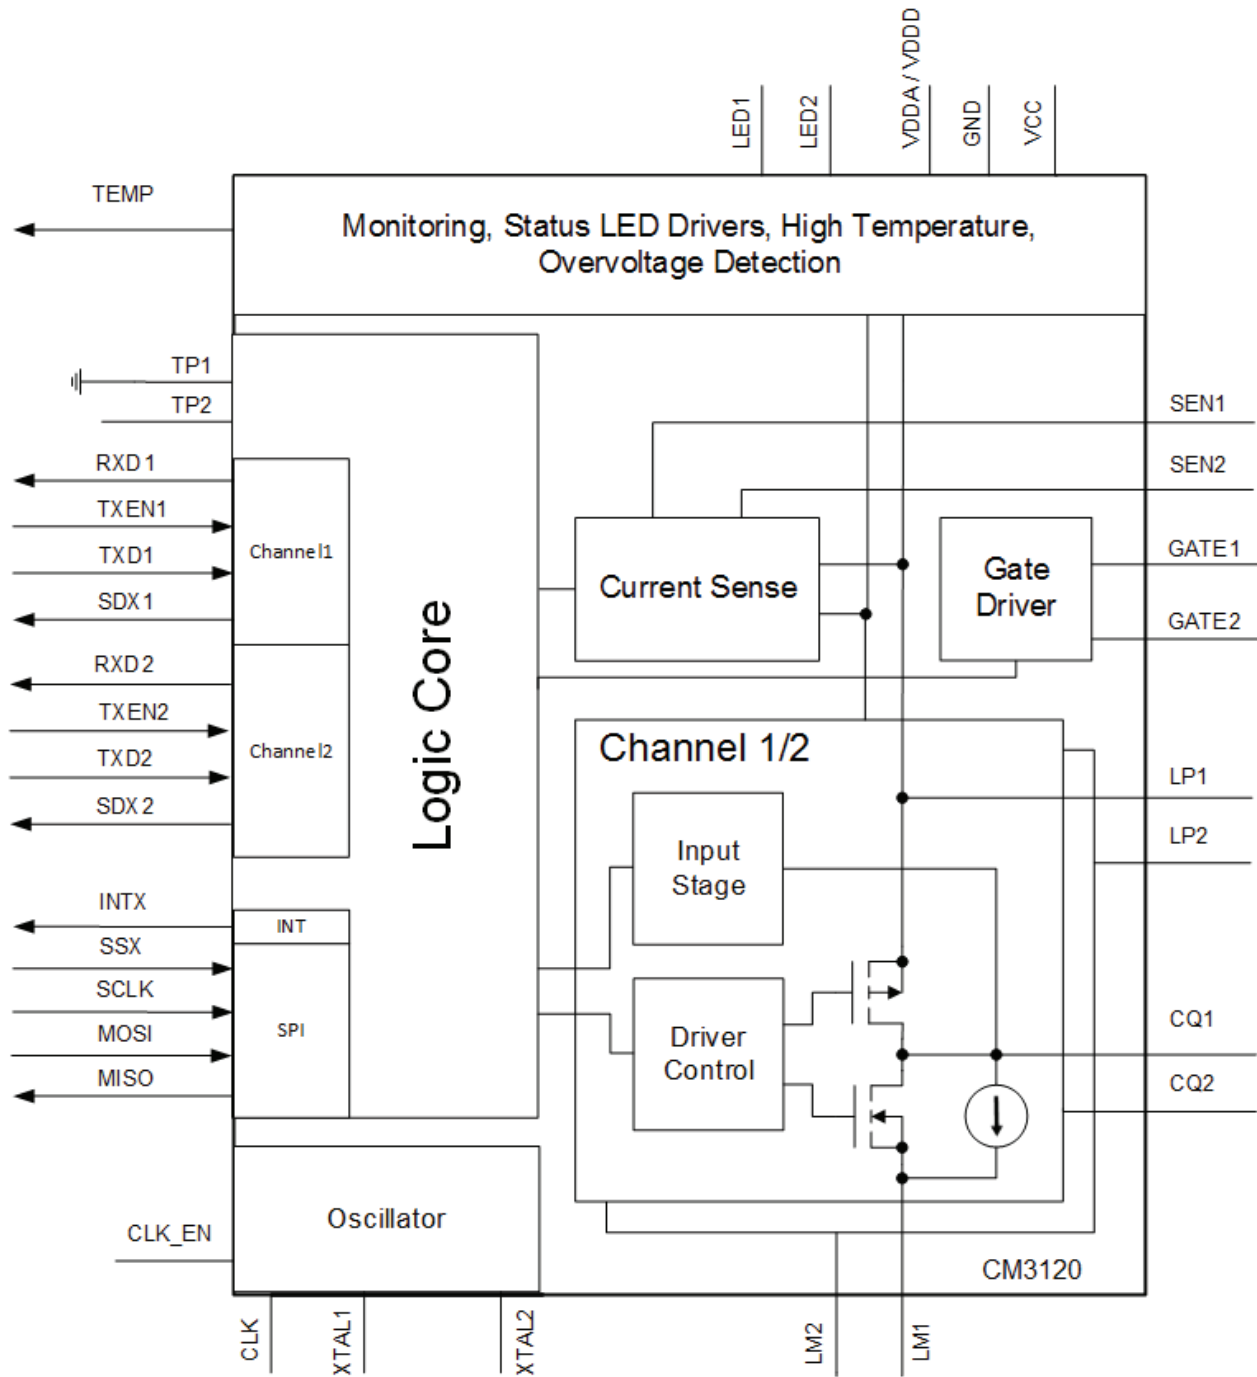 LED1
LED2
VDDA / VDDD
GND
VCC
TEMP
Monitoring, Status LED Drivers, High Temperature,
Overvoltage Detection
TP1
TP2
RXD1
TXEN1
TXD1
SDX1
RXD2
TXEN2
TXD2
SDX2
INTX
SSX
SCLK
MOSI
MISO
Channel1
Channel2
INT
SPI
Logic Core
Current Sense
Gate
Driver
SEN1
SEN2
GATE1
GATE2
Channel 1/2
Input
Stage
Driver
Control
LP1
LP2
CQ1
CQ2
Oscillator
CLK_EN
CM3120
CLK
XTAL1
XTAL2
LM2
LM1